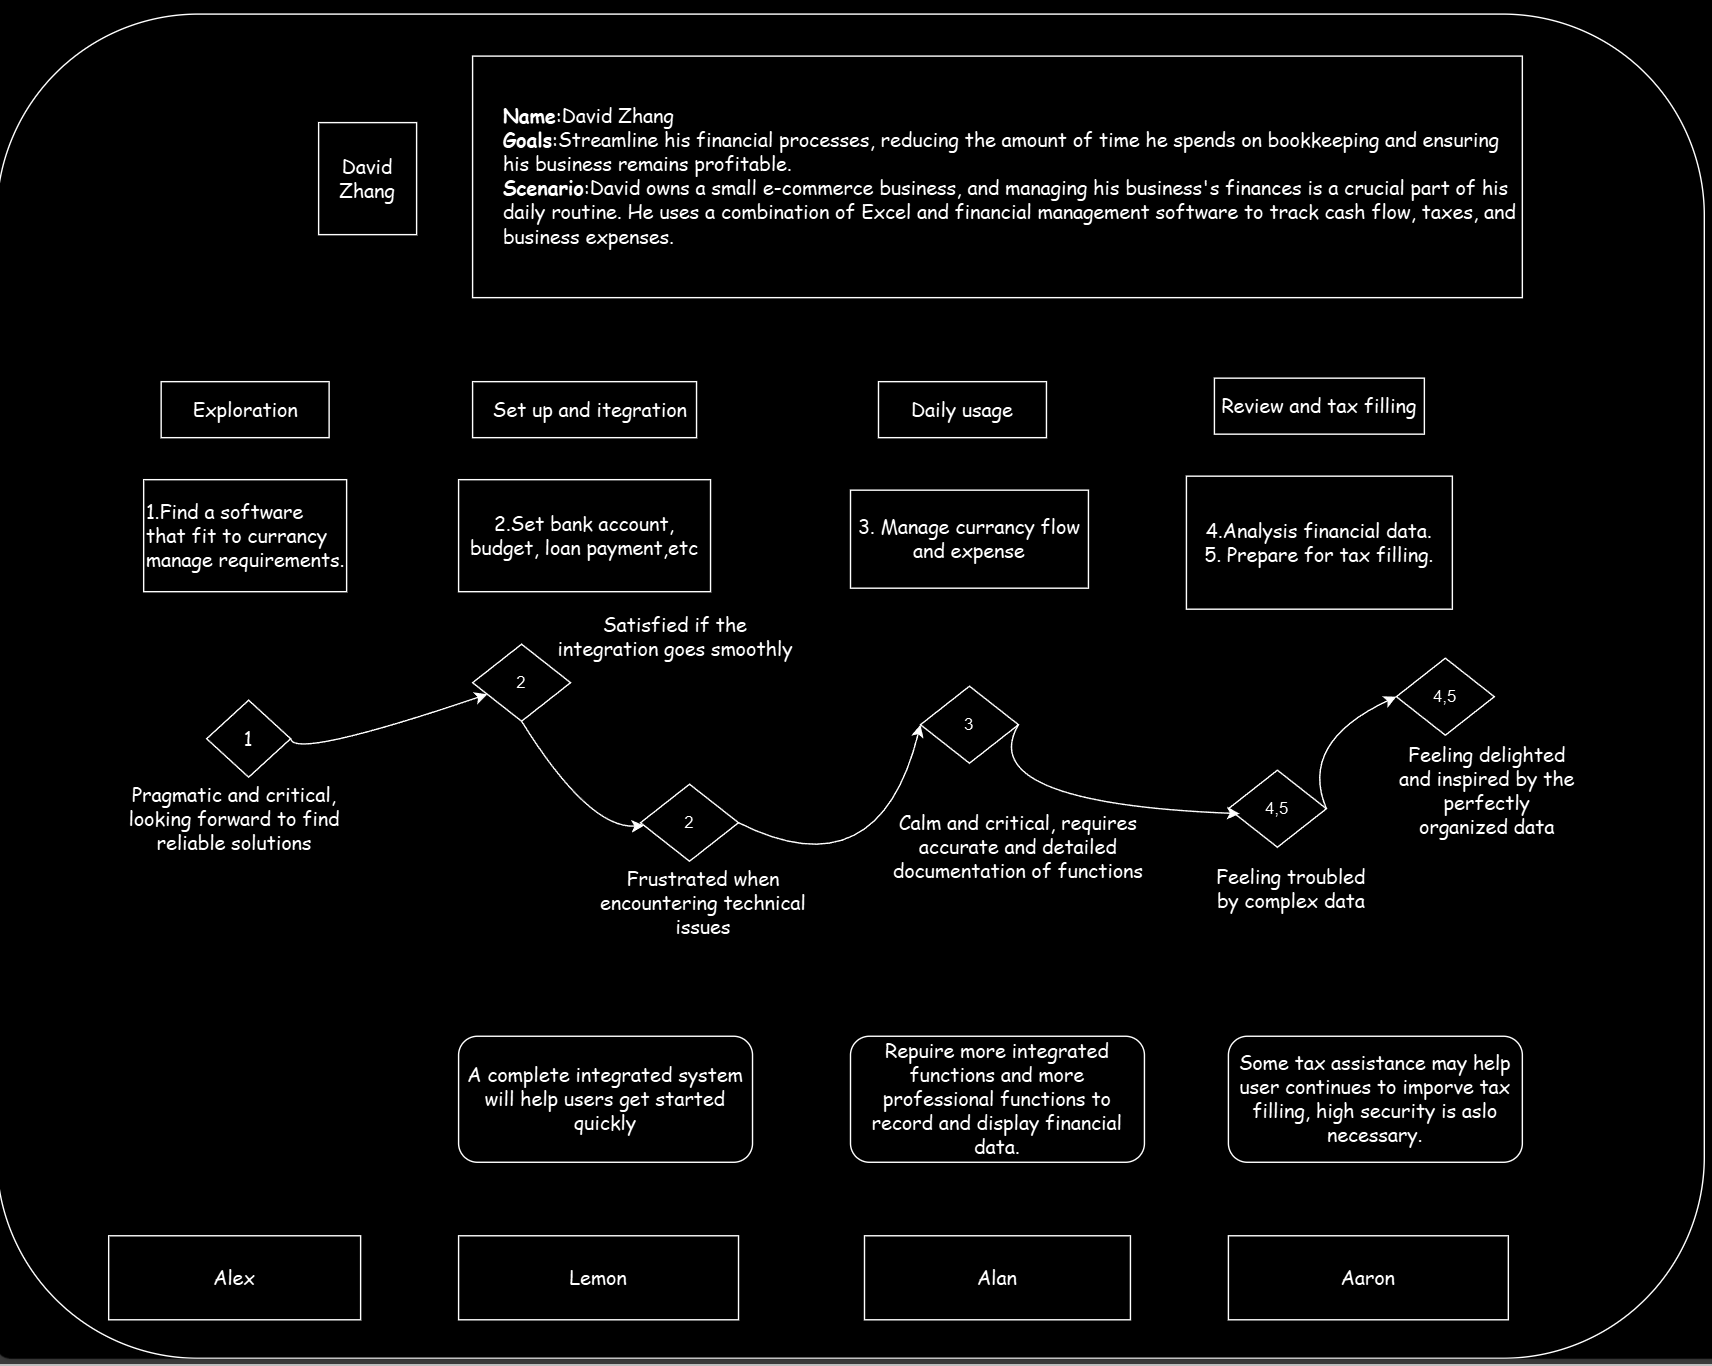 David
Zhang
Name:David Zhang
Goals:Streamline his financial processes, reducing the amount of time he spends on bookkeeping and ensuring
his business remains profitable.
Scenario:David owns a small e-commerce business, and managing his business's finances is a crucial part of his
daily routine. He uses a combination of Excel and financial management software to track cash flow, taxes, and
business expenses.
Exploration
Set up and itegration
Daily usage
Review and tax filling
1.Find a software
that fit to currancy
manage requirements.
2.Set bank account,
budget, loan payment,etc
3. Manage currancy flow
and expense
4.Analysis financial data.
5. Prepare for tax filling.
1
Pragmatic and critical,
looking forward to find
reliable solutions
2
Satisfied if the
integration goes smoothly
2
Frustrated when
encountering technical
issues
3
Calm and critical, requires
accurate and detailed
documentation of functions
4,5
Feeling troubled
by complex data
4,5
Feeling delighted
and inspired by the
perfectly
organized data
A complete integrated system
will help users get started
quickly
Repuire more integrated
functions and more
professional functions to
record and display financial
data.
Some tax assistance may help
user continues to imporve tax
filling, high security is aslo
necessary.
Alex
Lemon
Alan
Aaron